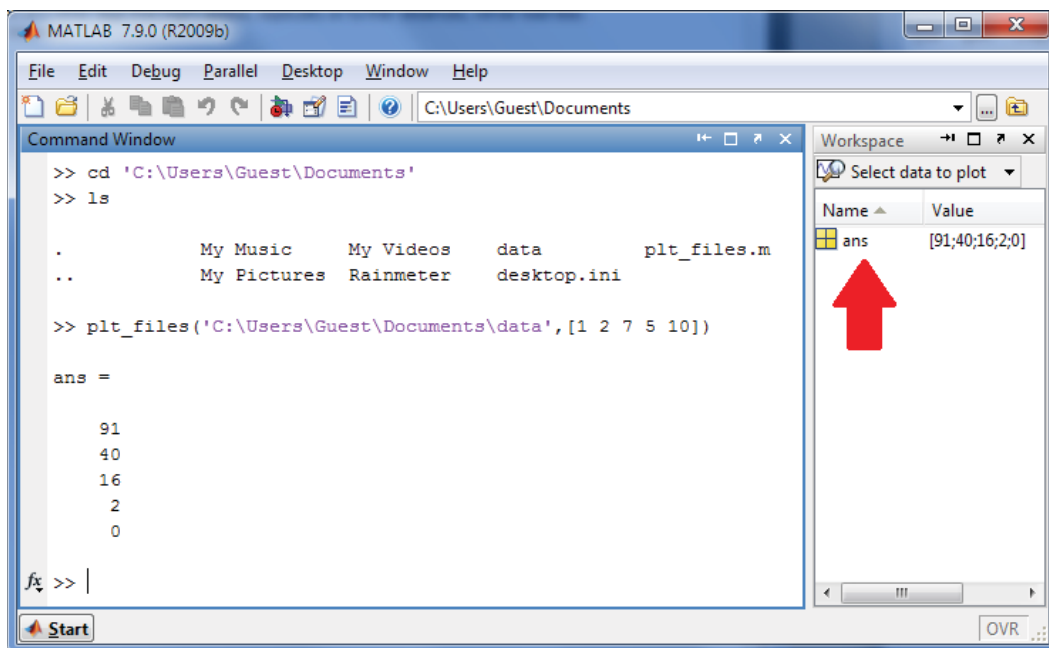 MATLAB 7.9.0 (R2009b)
File Edit Debug Parallel Desktop Window Help
C:\Users\Guest\Documents
...
Command Window
>> cd 'C:\Users\Guest\Documents'
>> ls
. My Music My Videos data plt_files.m
.. My Pictures Rainmeter desktop.ini
>> plt_files('C:\Users\Guest\Documents\data',[1 2 7 5 10])
ans =
91
40
16
2
0
fx >>
Workspace
Select data to plot
Name Value
ans [91;40;16;2;0]
Start
OVR